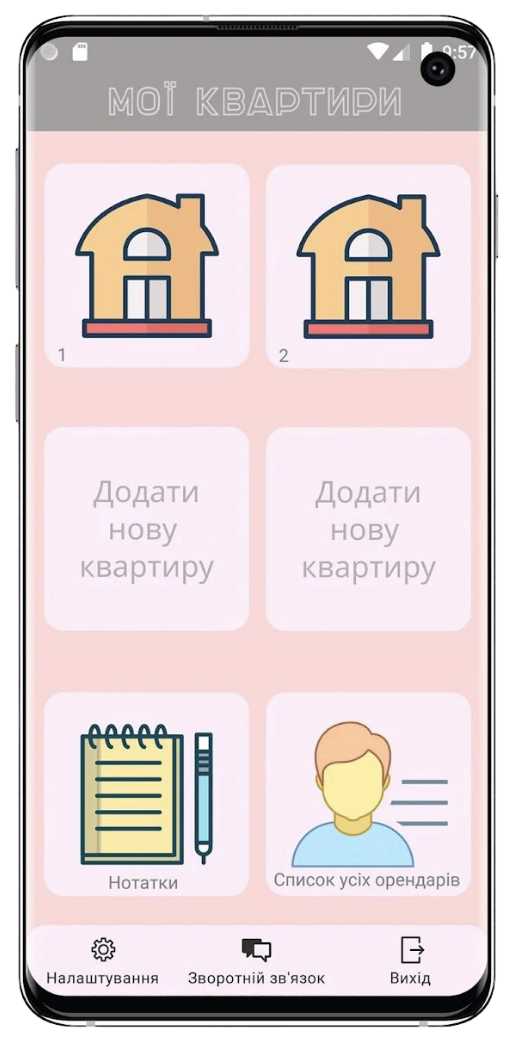 9:57
МОЇ КВАРТИРИ
1
2
Додати
нову
квартиру
Додати
нову
квартиру
Нотатки
Список усіх орендарів
Налаштування
Зворотній зв'язок
Вихід